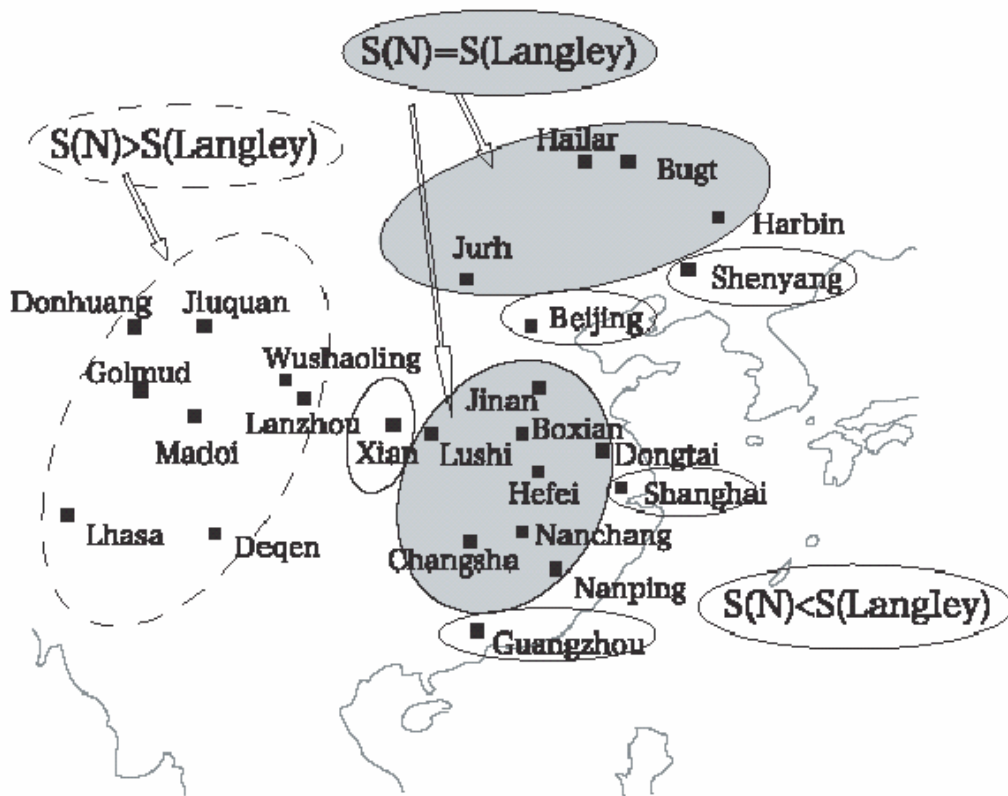 S(N)=S(Langley)
S(N)>S(Langley)
Hailar
Bugt
Harbin
Jurh
Shenyang
Donhuang
Jiuquan
Beijing
Wushaoling
Golmud
Jinan
Lanzhou
Madoi
Xian
Lushi
Boxian
Dongtai
Hefei
Shanghai
Lhasa
Deqen
Nanchang
Changsha
Nanping
S(N)<S(Langley)
Guangzhou